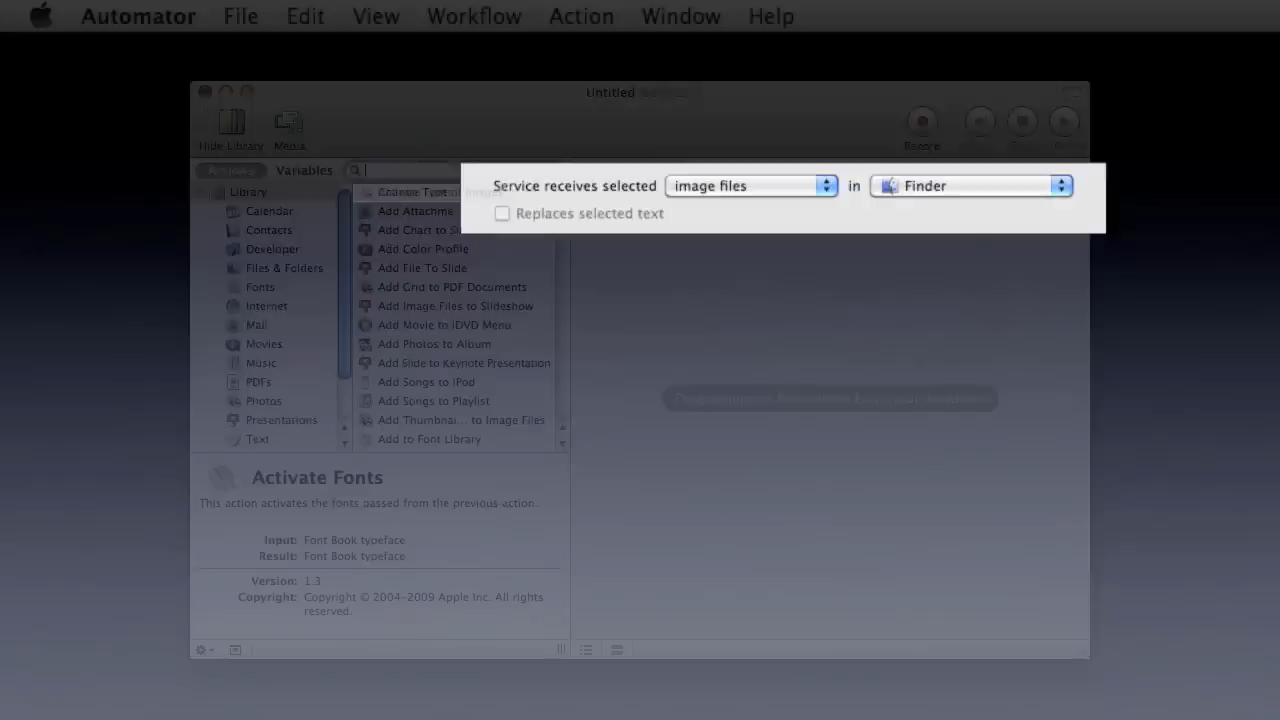 Automator File Edit View Workflow Action Window Help
Untitled
Hide Library Media Record
Variables
Service receives selected image files in Finder
Replaces selected text
Library
Calendar
Contacts
Developer
Files & Folders
Fonts
Internet
Mail
Movies
Music
PDFs
Photos
Presentations
Text
Add Attachme
Add Chart to S
Add Color Profile
Add File To Slide
Add Grid to PDF Documents
Add Image Files to Slideshow
Add Movie to iDVD Menu
Add Photos to Album
Add Slide to Keynote Presentation
Add Songs to iPod
Add Songs to Playlist
Add Thumbnai... to Image Files
Add to Font Library
Activate Fonts
This action activates the fonts passed from the previous action.
Input: Font Book typeface
Result: Font Book typeface
Version: 1.3
Copyright: Copyright © 2004–2009 Apple Inc. All rights
reserved.